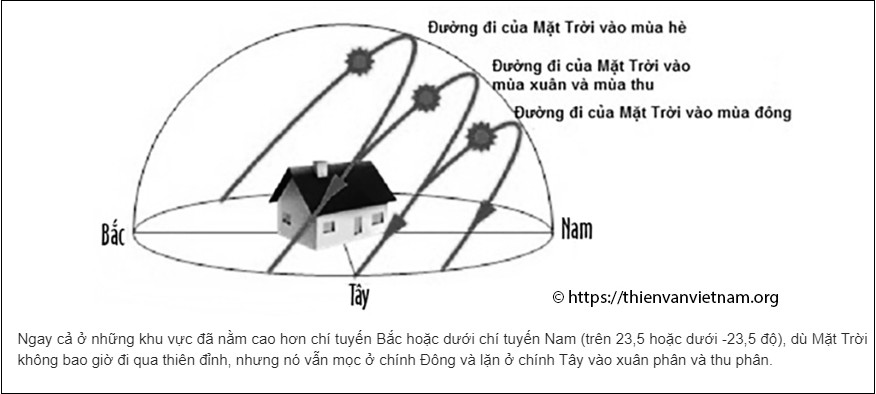 Đường đi của Mặt Trời vào mùa hè
Đường đi của Mặt Trời vào
mùa xuân và mùa thu
Đường đi của Mặt Trời vào mùa đông
Bắc
Nam
Tây
© https://thienvanvietnam.org
Ngay cả ở những khu vực đã nằm cao hơn chí tuyến Bắc hoặc dưới chí tuyến Nam (trên 23,5 hoặc dưới -23,5 độ), dù Mặt Trời
không bao giờ đi qua thiên đỉnh, nhưng nó vẫn mọc ở chính Đông và lặn ở chính Tây vào xuân phân và thu phân.